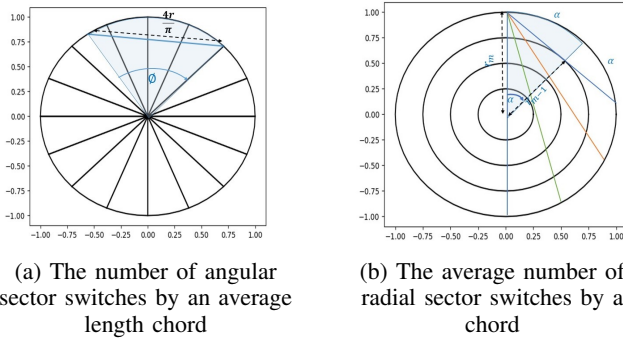 1.00
0.75
0.50
0.25
0.00
0.25
0.50
0.75
−1.00
−1.00 −0.75 −0.50 −0.25 0.00 0.25 0.50 0.75 1.00
4r
π
∅
1.00
0.75
0.50
0.25
0.00
−0.25
−0.50
−0.75
−1.00
−1.00 −0.75 −0.50 −0.25 0.00 0.25 0.50 0.75 1.00
α
α
α
m−1
(a) The number of angular
sector switches by an average
length chord
(b) The average number of
radial sector switches by a
chord